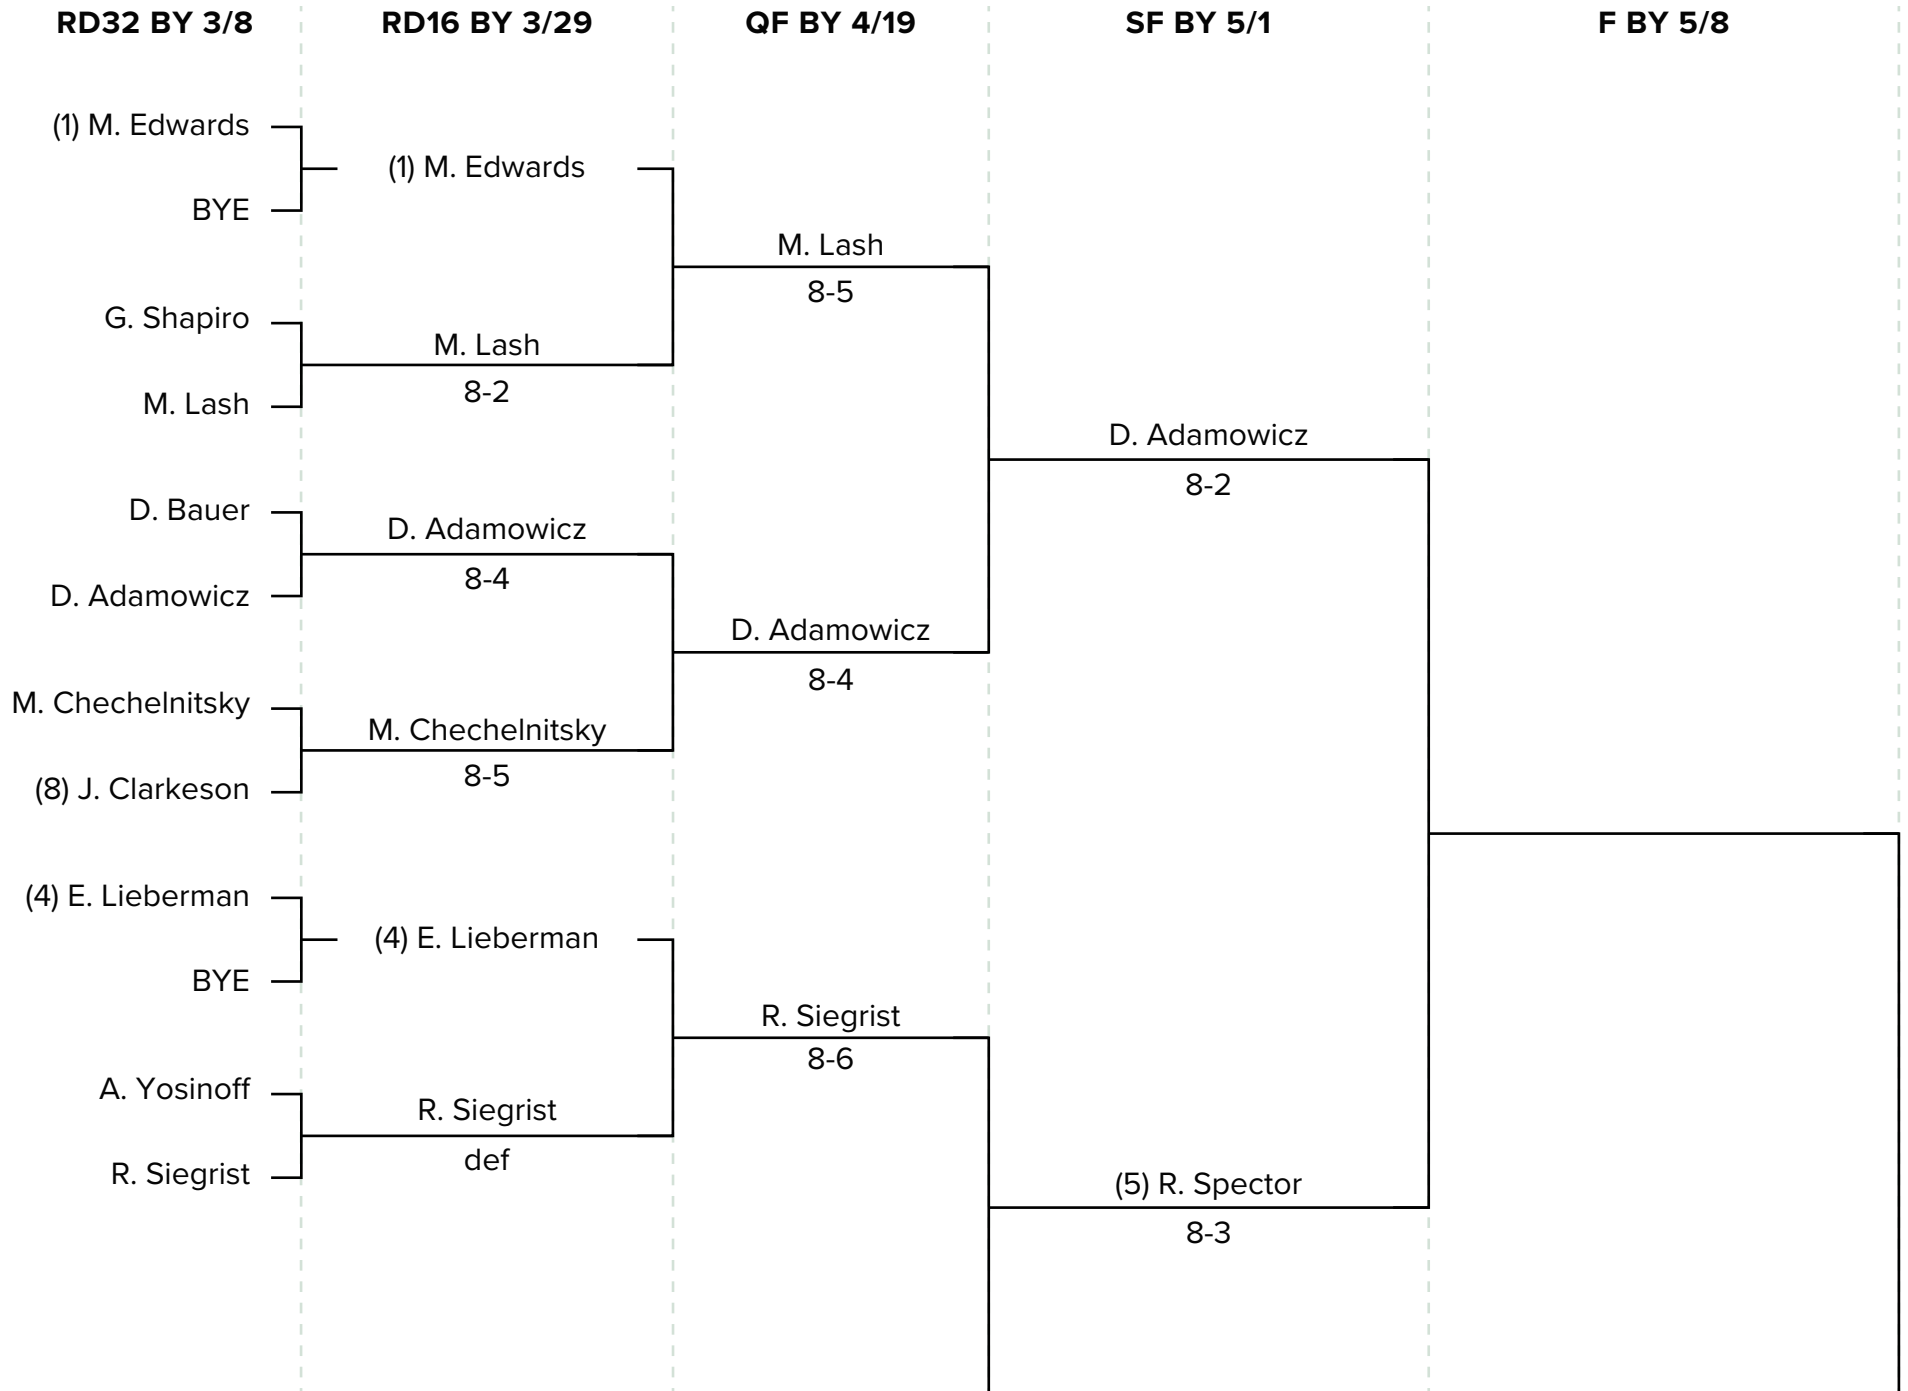 RD32 BY 3/8
RD16 BY 3/29
QF BY 4/19
SF BY 5/1
F BY 5/8
(1) M. Edwards
BYE
G. Shapiro
M. Lash
D. Bauer
D. Adamowicz
M. Chechelnitsky
(8) J. Clarkeson
(4) E. Lieberman
BYE
A. Yosinoff
R. Siegrist
(1) M. Edwards
M. Lash
8-2
D. Adamowicz
8-4
M. Chechelnitsky
8-5
(4) E. Lieberman
R. Siegrist
def
M. Lash
8-5
D. Adamowicz
8-4
R. Siegrist
8-6
D. Adamowicz
8-2
(5) R. Spector
8-3